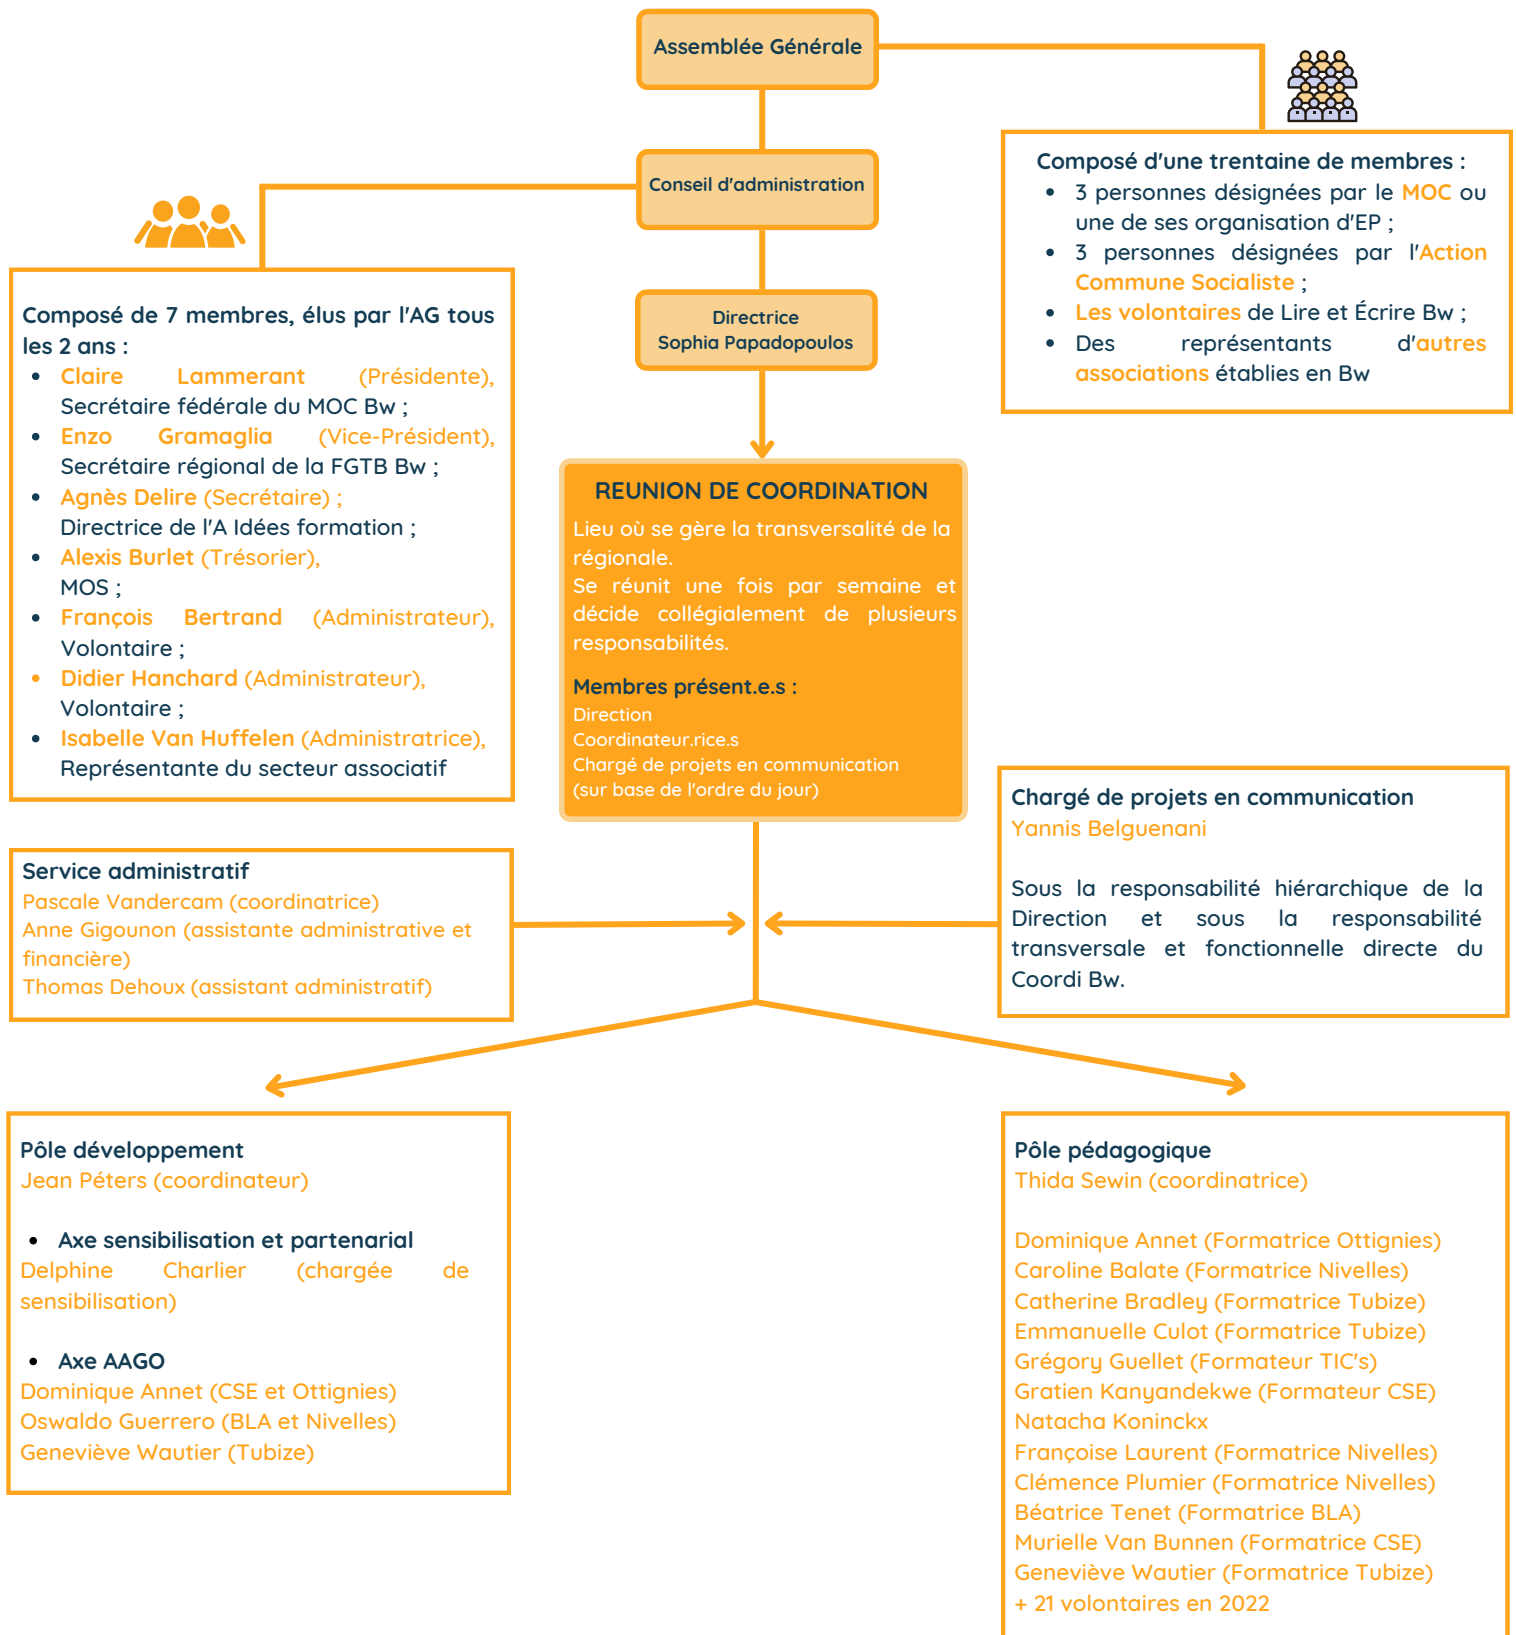 Assemblée Générale
Conseil d'administration
Directrice
Sophia Papadopoulos
Composé d'une trentaine de membres :
• 3 personnes désignées par le MOC ou
une de ses organisation d'EP ;
• 3 personnes désignées par l'Action
Commune Socialiste ;
• Les volontaires de Lire et Écrire Bw ;
• Des représentants d'autres
associations établies en Bw
Composé de 7 membres, élus par l'AG tous
les 2 ans :
• Claire Lammerant (Présidente),
Secrétaire fédérale du MOC Bw ;
• Enzo Gramaglia (Vice-Président),
Secrétaire régional de la FGTB Bw ;
• Agnès Delire (Secrétaire) ;
Directrice de l'A Idées formation ;
• Alexis Burlet (Trésorier),
MOS ;
• François Bertrand (Administrateur),
Volontaire ;
• Didier Hanchard (Administrateur),
Volontaire ;
• Isabelle Van Huffelen (Administratrice),
Représentante du secteur associatif
REUNION DE COORDINATION
Lieu où se gère la transversalité de la
régionale.
Se réunit une fois par semaine et
décide collégialement de plusieurs
responsabilités.
Membres présent.e.s :
Direction
Coordinateur.rice.s
Chargé de projets en communication
(sur base de l'ordre du jour)
Service administratif
Pascale Vandercam (coordinatrice)
Anne Gigounon (assistante administrative et
financière)
Thomas Dehoux (assistant administratif)
Chargé de projets en communication
Yannis Belguenani
Sous la responsabilité hiérarchique de la
Direction et sous la responsabilité
transversale et fonctionnelle directe du
Coordi Bw.
Pôle développement
Jean Péters (coordinateur)
• Axe sensibilisation et partenarial
Delphine Charlier (chargée de
sensibilisation)
• Axe AAGO
Dominique Annet (CSE et Ottignies)
Oswaldo Guerrero (BLA et Nivelles)
Geneviève Wautier (Tubize)
Pôle pédagogique
Thida Sewin (coordinatrice)
Dominique Annet (Formatrice Ottignies)
Caroline Balate (Formatrice Nivelles)
Catherine Bradley (Formatrice Tubize)
Emmanuelle Culot (Formatrice Tubize)
Grégory Guellet (Formateur TIC's)
Gratien Kanyandekwe (Formateur CSE)
Natacha Koninckx
Françoise Laurent (Formatrice Nivelles)
Clémence Plumier (Formatrice Nivelles)
Béatrice Tenet (Formatrice BLA)
Murielle Van Bunnen (Formatrice CSE)
Geneviève Wautier (Formatrice Tubize)
+ 21 volontaires en 2022